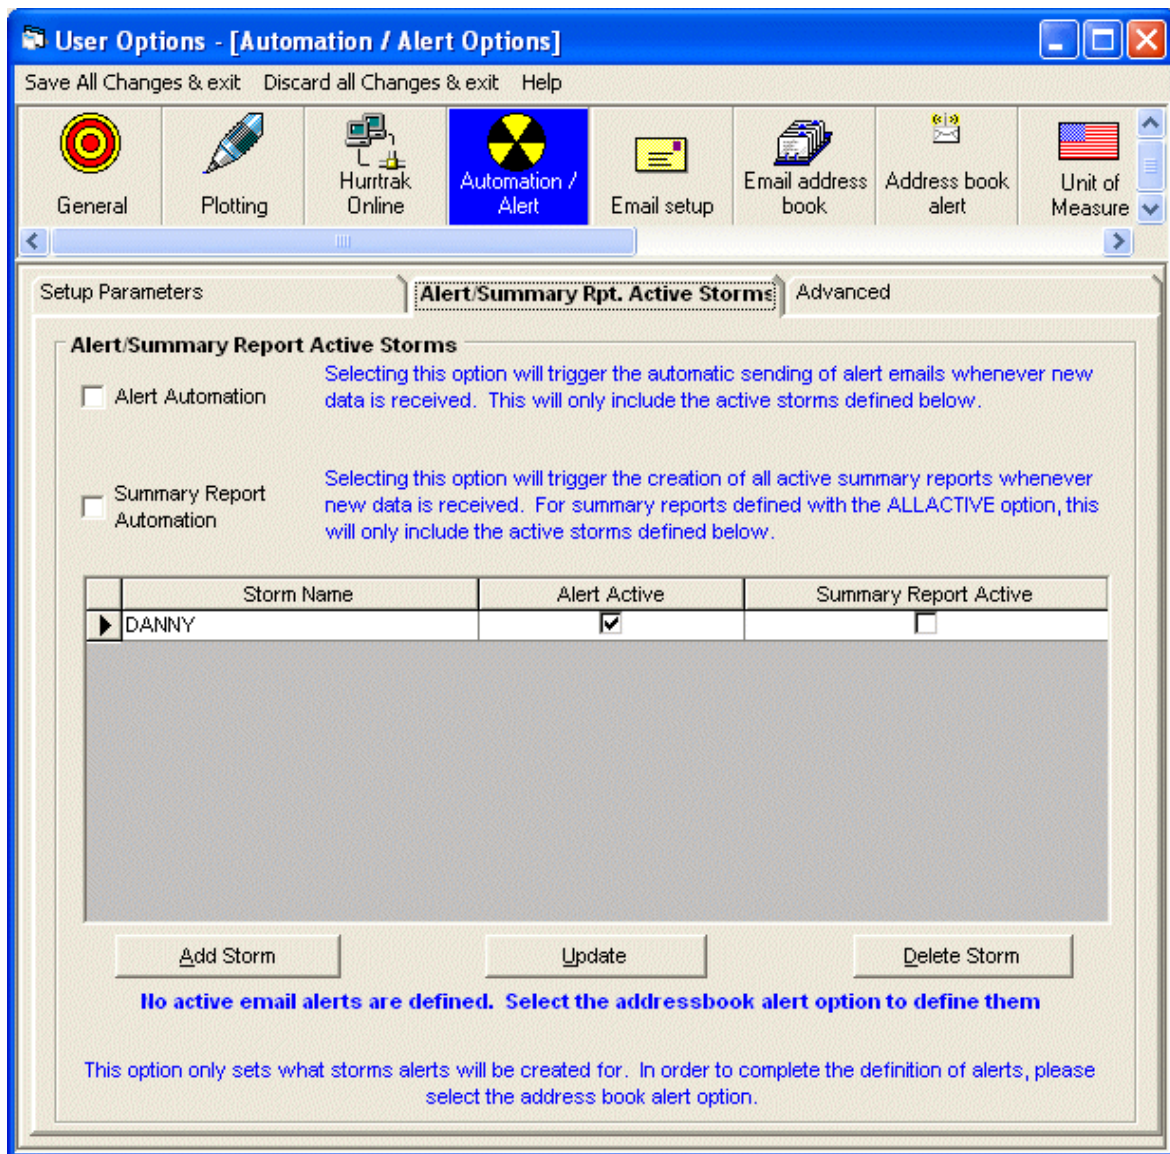 User Options - [Automation / Alert Options]
Save All Changes & exit Discard all Changes & exit Help
General
Plotting
Hurrtrak
Online
Automation /
Alert
Email setup
Email address
book
Address book
alert
Unit of
Measure
Setup Parameters
Alert/Summary Rpt. Active Storms
Advanced
Alert/Summary Report Active Storms
Alert Automation
Selecting this option will trigger the automatic sending of alert emails whenever new
data is received. This will only include the active storms defined below.
Summary Report
Automation
Selecting this option will trigger the creation of all active summary reports whenever
new data is received. For summary reports defined with the ALLACTIVE option, this
will only include the active storms defined below.
Storm Name Alert Active Summary Report Active
DANNY
Add Storm Update Delete Storm
No active email alerts are defined. Select the addressbook alert option to define them
This option only sets what storms alerts will be created for. In order to complete the definition of alerts, please
select the address book alert option.